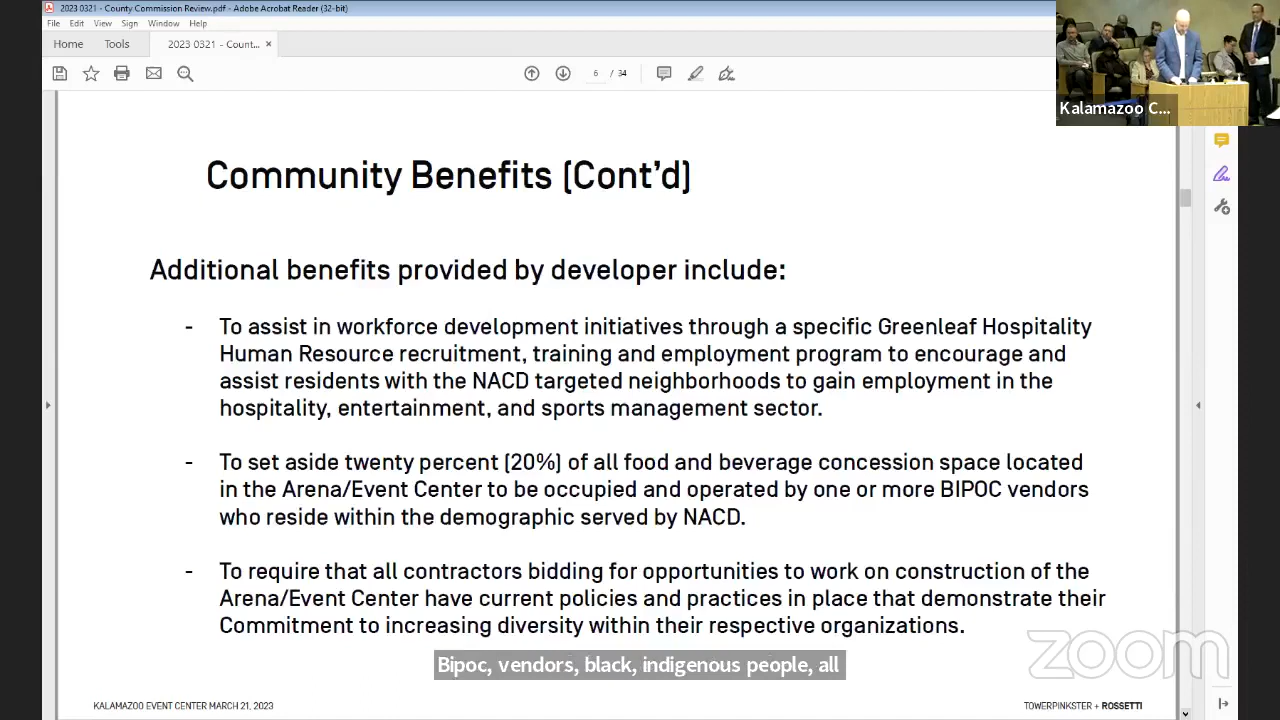 2023 0321 - County Commission Review.pdf - Adobe Acrobat Reader (32-bit)
File Edit View Sign Window Help
Home Tools 2023 0321 - Count... ×
6 / 34
Kalamazoo C...
Community Benefits (Cont'd)
Additional benefits provided by developer include:
- To assist in workforce development initiatives through a specific Greenleaf Hospitality
Human Resource recruitment, training and employment program to encourage and
assist residents with the NACD targeted neighborhoods to gain employment in the
hospitality, entertainment, and sports management sector.
- To set aside twenty percent (20%) of all food and beverage concession space located
in the Arena/Event Center to be occupied and operated by one or more BIPOC vendors
who reside within the demographic served by NACD.
- To require that all contractors bidding for opportunities to work on construction of the
Arena/Event Center have current policies and practices in place that demonstrate their
Commitment to increasing diversity within their respective organizations.
zoom
Bipoc, vendors, black, indigenous people, all
KALAMAZOO EVENT CENTER MARCH 21, 2023
TOWERPINKSTER + ROSSETTI